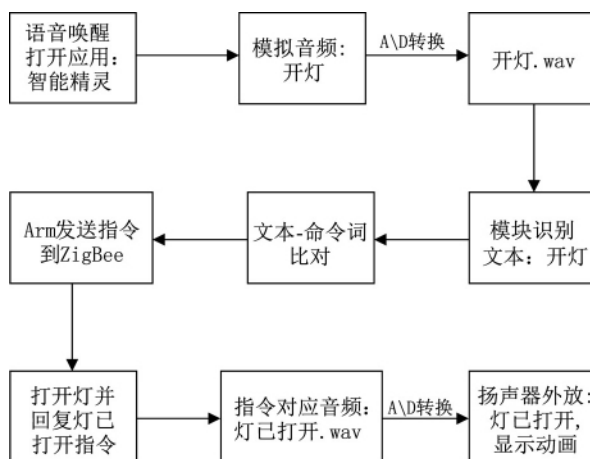 语音唤醒
打开应用：
智能精灵
模拟音频:
开灯
A\D转换
开灯.wav
模块识别
文本：开灯
文本-命令词
比对
Arm发送指令
到ZigBee
打开灯并
回复灯已
打开指令
指令对应音频：
灯已打开.wav
A\D转换
扬声器外放:
灯已打开,
显示动画